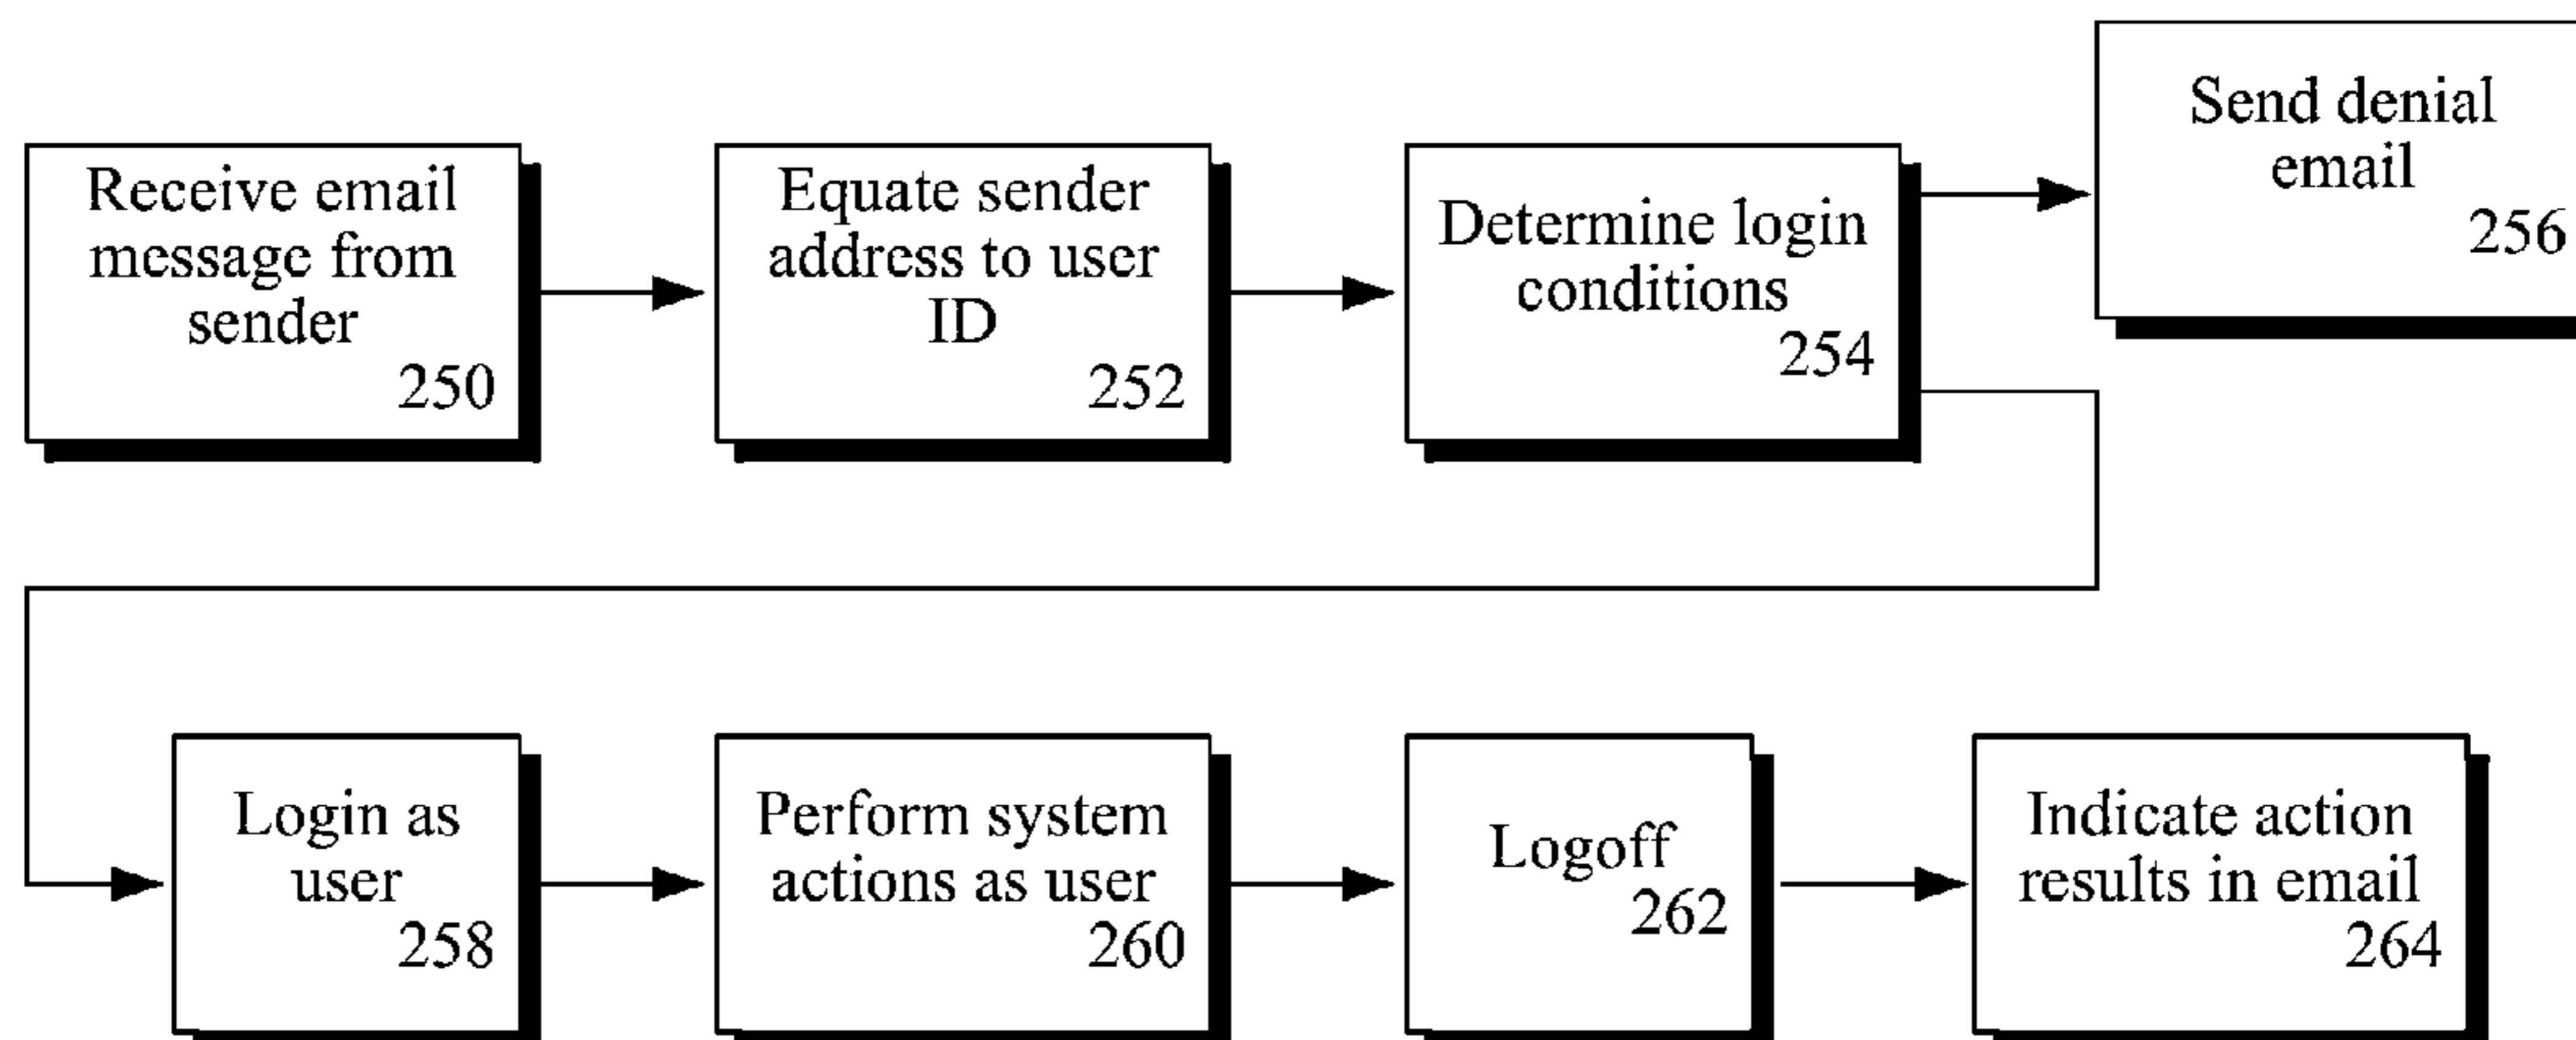 Receive email
message from
sender
250
Equate sender
address to user
ID
252
Determine login
conditions
254
Send denial
email
256
Login as
user
258
Perform system
actions as user
260
Logoff
262
Indicate action
results in email
264